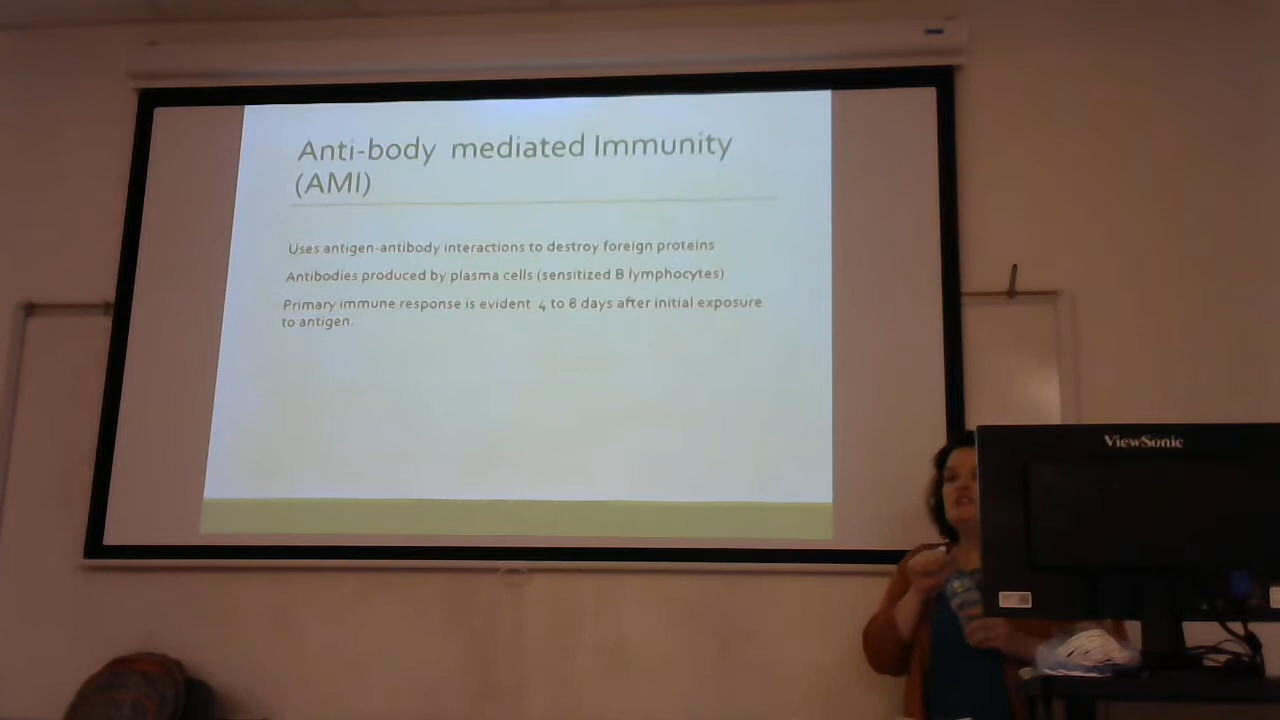 Anti-body mediated Immunity
(AMI)
Uses antigen-antibody interactions to destroy foreign proteins
Antibodies produced by plasma cells (sensitized B lymphocytes)
Primary immune response is evident 4 to 8 days after initial exposure
to antigen.
ViewSonic